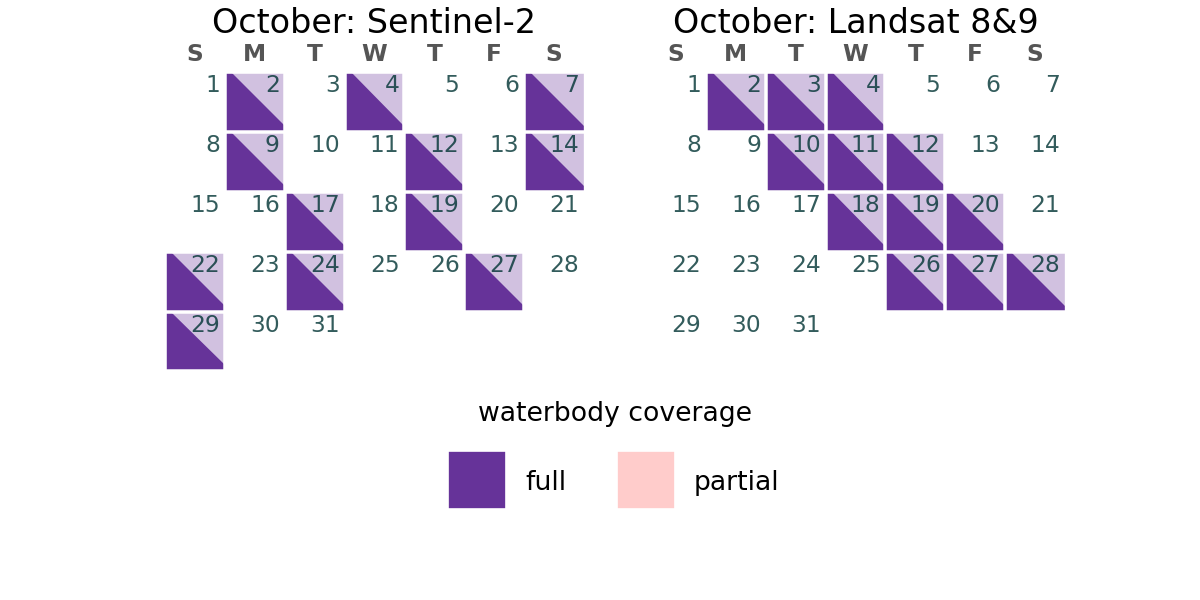 October: Sentinel-2
S M T W T F S
1 2 3 4 5 6 7
8 9 10 11 12 13 14
15 16 17 18 19 20 21
22 23 24 25 26 27 28
29 30 31
October: Landsat 8&9
S M T W T F S
1 2 3 4 5 6 7
8 9 10 11 12 13 14
15 16 17 18 19 20 21
22 23 24 25 26 27 28
29 30 31
waterbody coverage
full partial